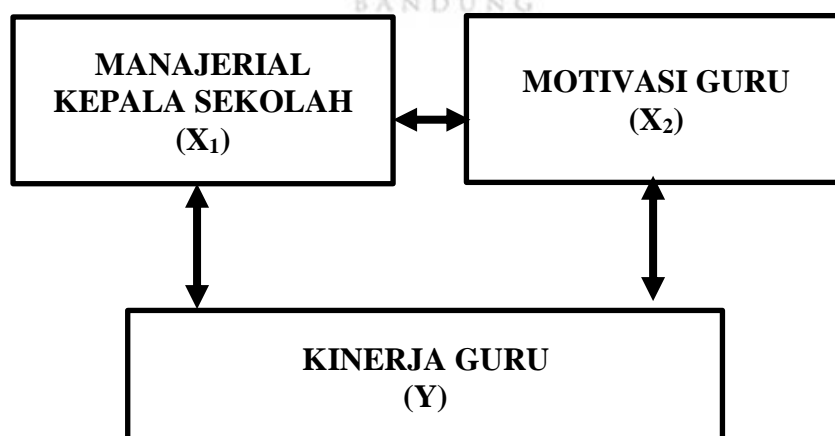 BANDUNG
MANAJERIAL
KEPALA SEKOLAH
(X₁)
MOTIVASI GURU
(X₂)
KINERJA GURU
(Y)